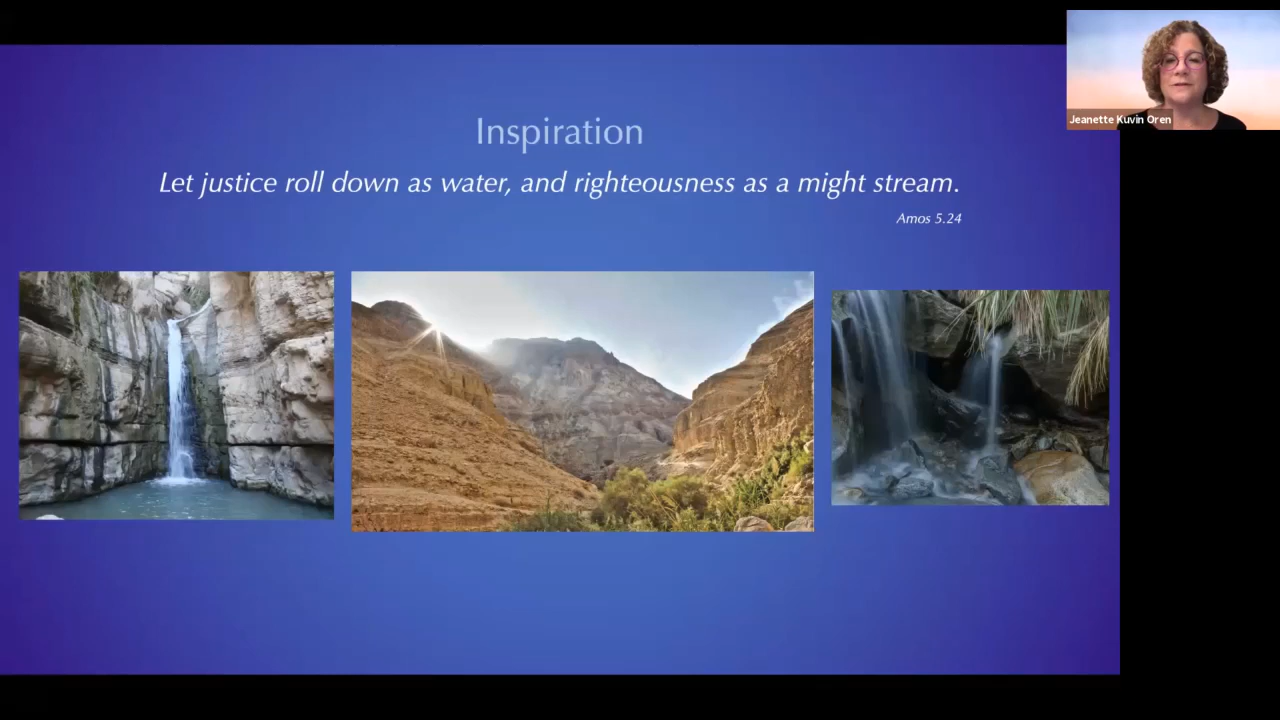 Inspiration
Let justice roll down as water, and righteousness as a might stream.
Amos 5.24
Jeanette Kuvin Oren